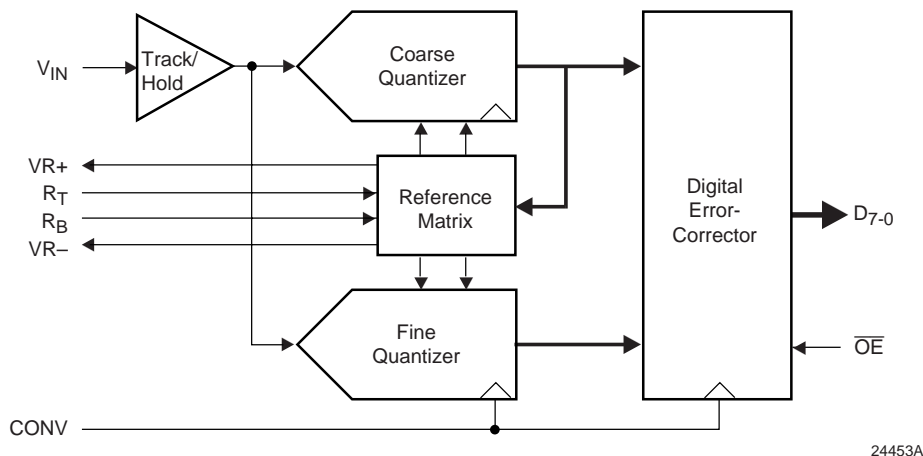 V_IN
Track/
Hold
Coarse
Quantizer
VR+
R_T
R_B
VR–
Reference
Matrix
Digital
Error-
Corrector
D_7-0
Fine
Quantizer
O̅E̅
CONV
24453A